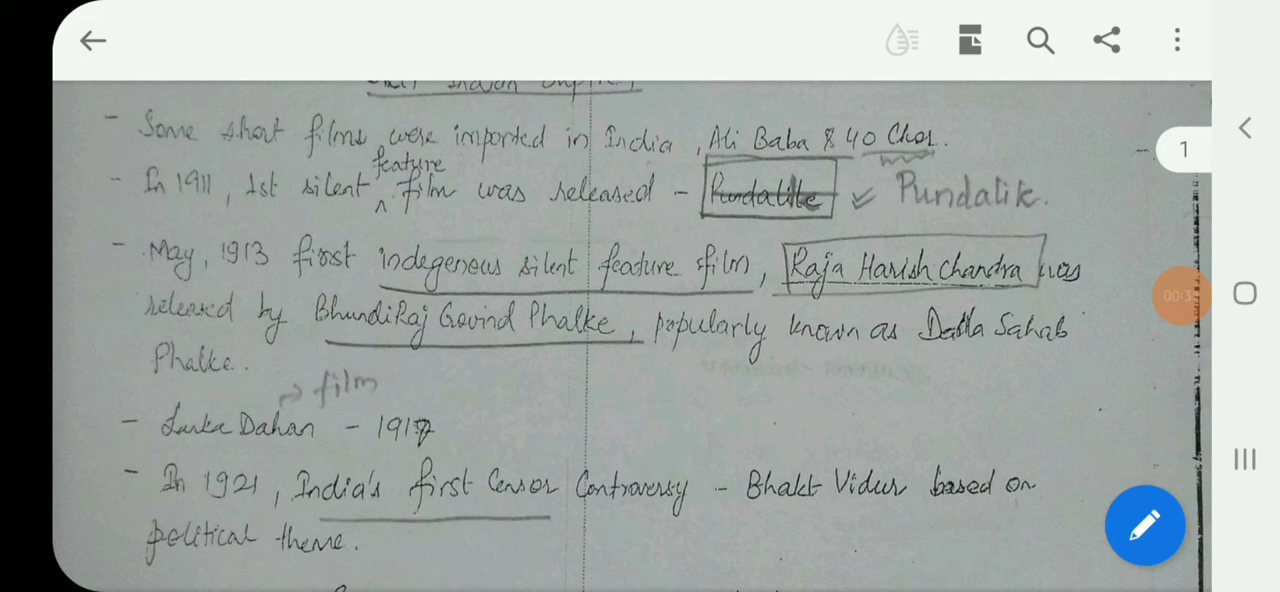 1
- Some short films were imported in India, Ali Baba & 40 Chor.
feature
- In 1911, 1st silent ^ film was released - Pundalik ✓ Pundalik.
- May, 1913 first indegenous silent feature film, Raja Harish Chandra was
released by BhundiRaj Govind Phalke, popularly known as Dada Sahab
Phalke.
→ film
- Lanka Dahan - 1917
- In 1921, India's first Censor Controversy - Bhakt Vidur based on
political theme.